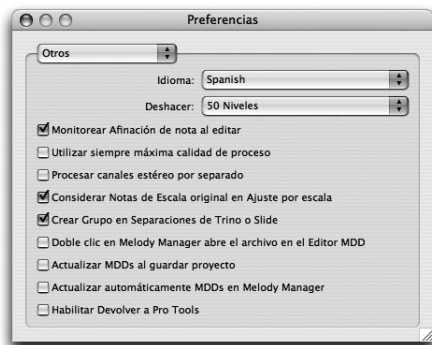 Preferencias
Otros
Idioma: Spanish
Deshacer: 50 Niveles
Monitorear Afinación de nota al editar
Utilizar siempre máxima calidad de proceso
Procesar canales estéreo por separado
Considerar Notas de Escala original en Ajuste por escala
Crear Grupo en Separaciones de Trino o Slide
Doble clic en Melody Manager abre el archivo en el Editor MDD
Actualizar MDDs al guardar proyecto
Actualizar automáticamente MDDs en Melody Manager
Habilitar Devolver a Pro Tools